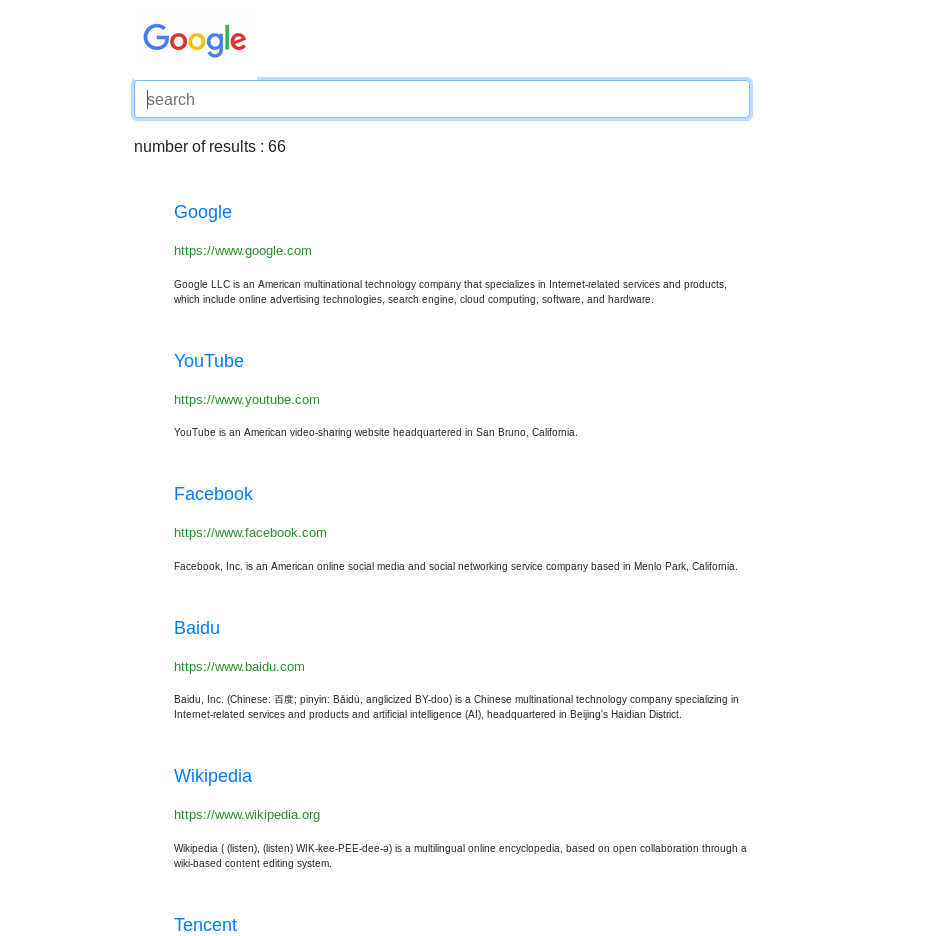 Google
search
number of results : 66
Google
https://www.google.com
Google LLC is an American multinational technology company that specializes in Internet-related services and products,
which include online advertising technologies, search engine, cloud computing, software, and hardware.
YouTube
https://www.youtube.com
YouTube is an American video-sharing website headquartered in San Bruno, California.
Facebook
https://www.facebook.com
Facebook, Inc. is an American online social media and social networking service company based in Menlo Park, California.
Baidu
https://www.baidu.com
Baidu, Inc. (Chinese: 百度; pinyin: Bǎidù, anglicized BY-doo) is a Chinese multinational technology company specializing in
Internet-related services and products and artificial intelligence (AI), headquartered in Beijing's Haidian District.
Wikipedia
https://www.wikipedia.org
Wikipedia ( (listen), (listen) WIK-kee-PEE-dee-ə) is a multilingual online encyclopedia, based on open collaboration through a
wiki-based content editing system.
Tencent